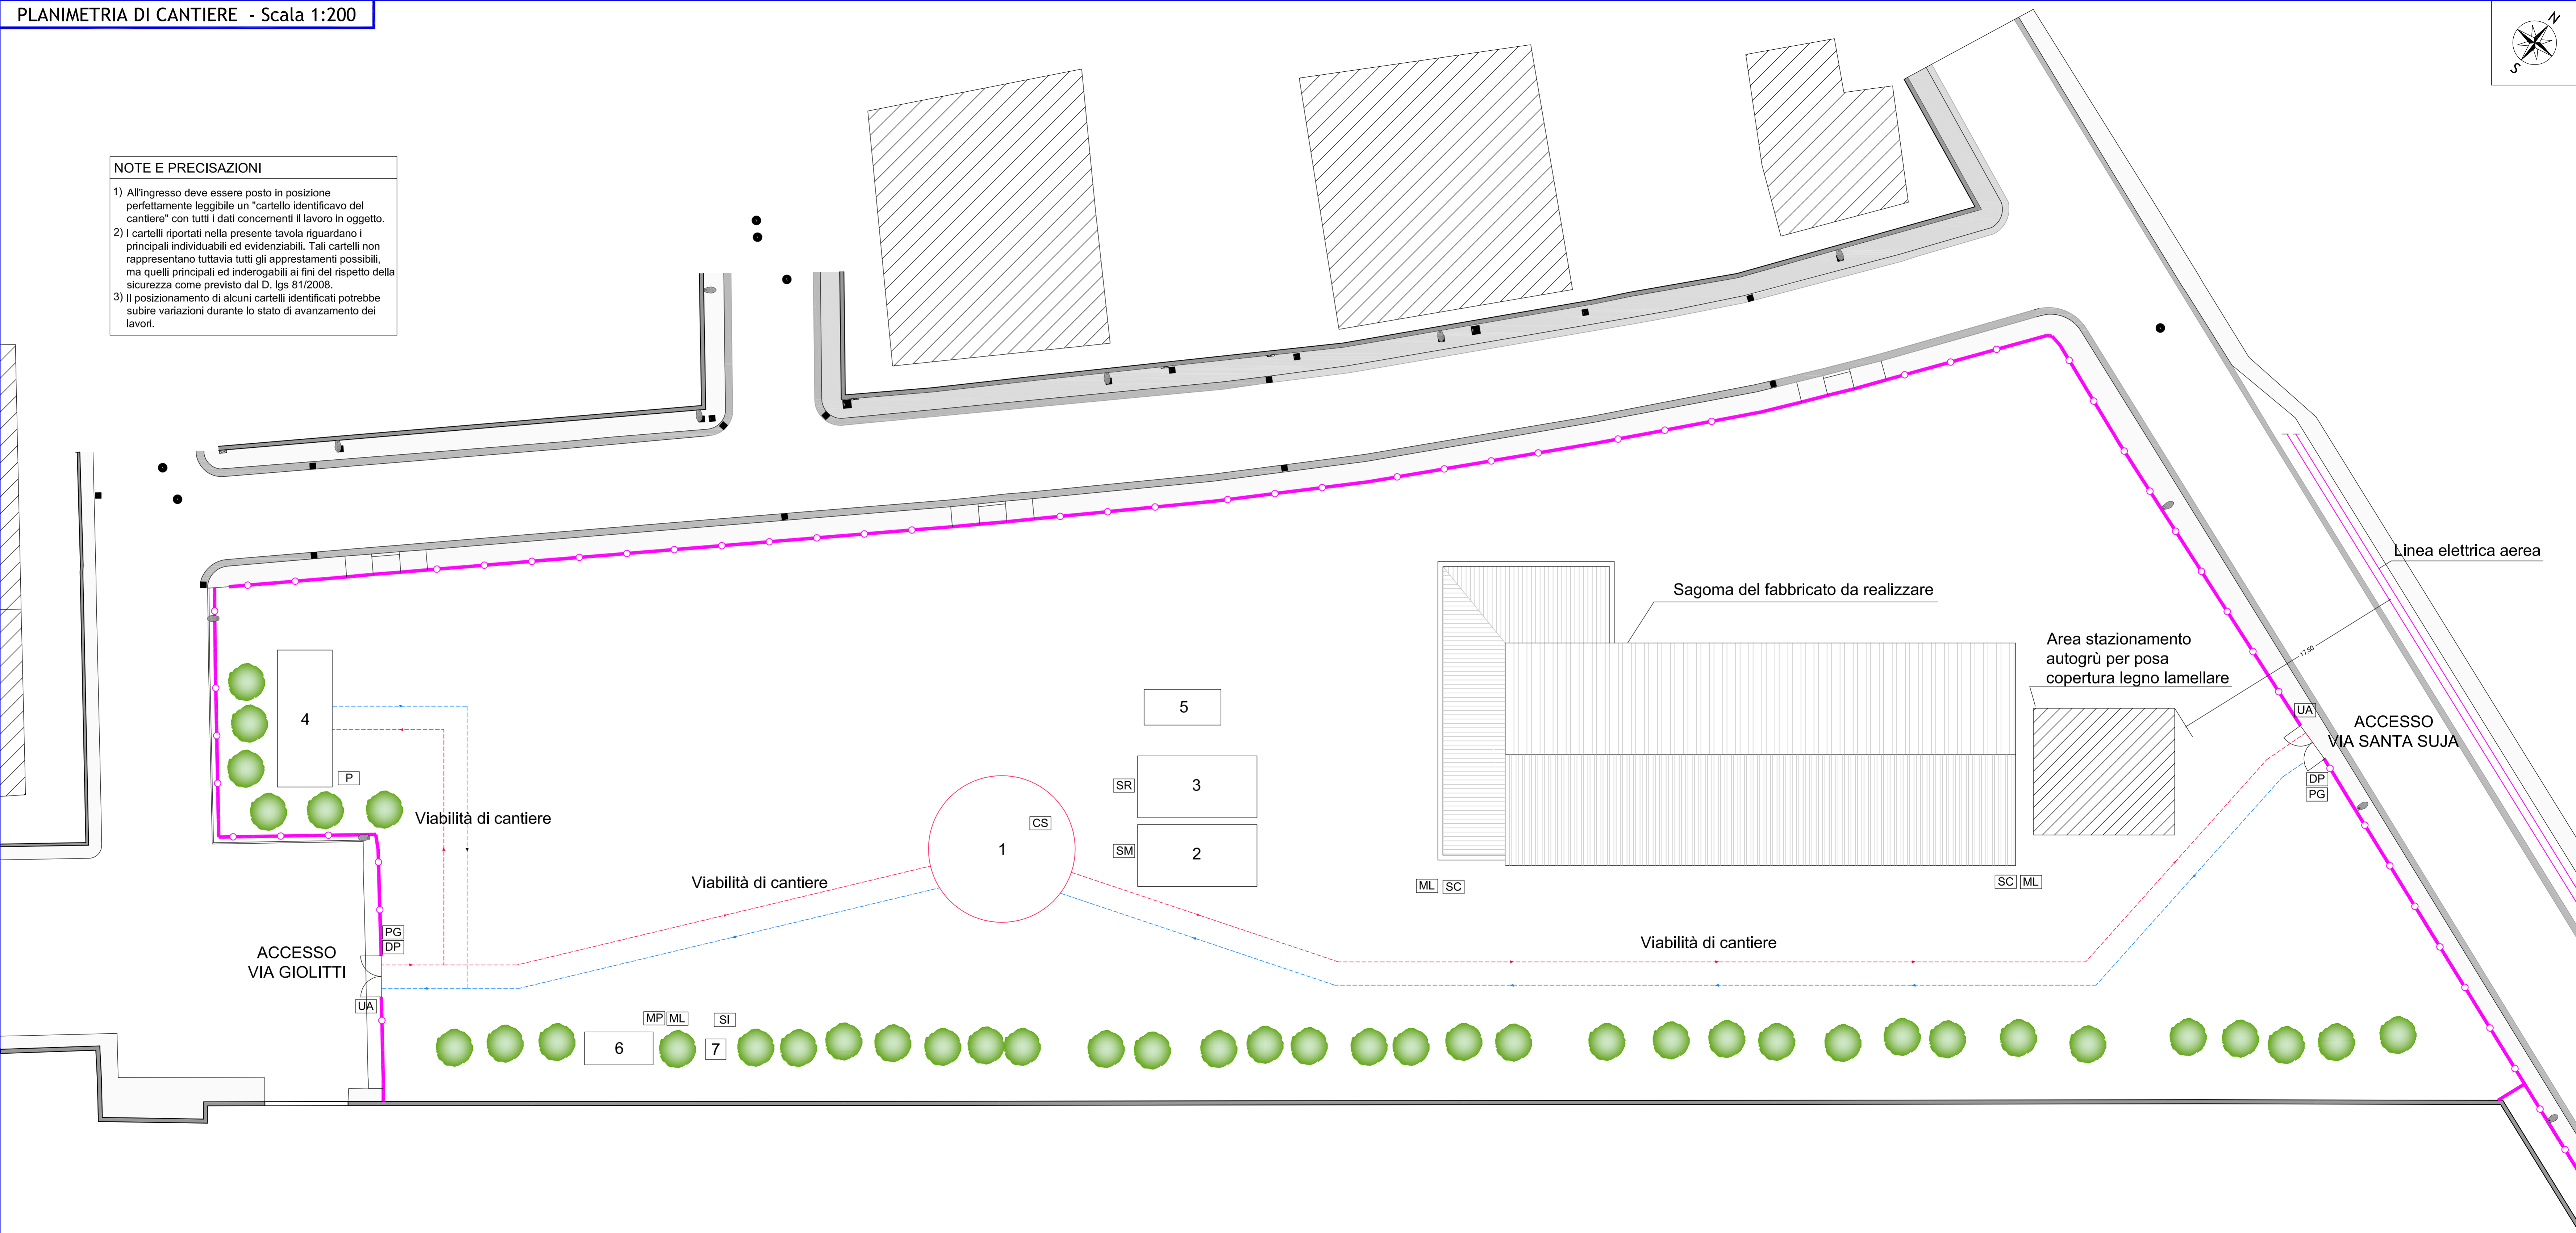 PLANIMETRIA DI CANTIERE - Scala 1:200
N
S
NOTE E PRECISAZIONI
1) All'ingresso deve essere posto in posizione
perfettamente leggibile un "cartello identificavo del
cantiere" con tutti i dati concernenti il lavoro in oggetto.
2) I cartelli riportati nella presente tavola riguardano i
principali individuabili ed evidenziabili. Tali cartelli non
rappresentano tuttavia tutti gli apprestamenti possibili,
ma quelli principali ed inderogabili ai fini del rispetto della
sicurezza come previsto dal D. lgs 81/2008.
3) Il posizionamento di alcuni cartelli identificati potrebbe
subire variazioni durante lo stato di avanzamento dei
lavori.
Linea elettrica aerea
Sagoma del fabbricato da realizzare
Area stazionamento
autogrù per posa
copertura legno lamellare
17,50
UA
ACCESSO
VIA SANTA SUJA
DP
PG
4
P
Viabilità di cantiere
5
SR
3
CS
1
SM
2
Viabilità di cantiere
ML SC
SC ML
PG
DP
ACCESSO
VIA GIOLITTI
UA
Viabilità di cantiere
MP ML
SI
6
7